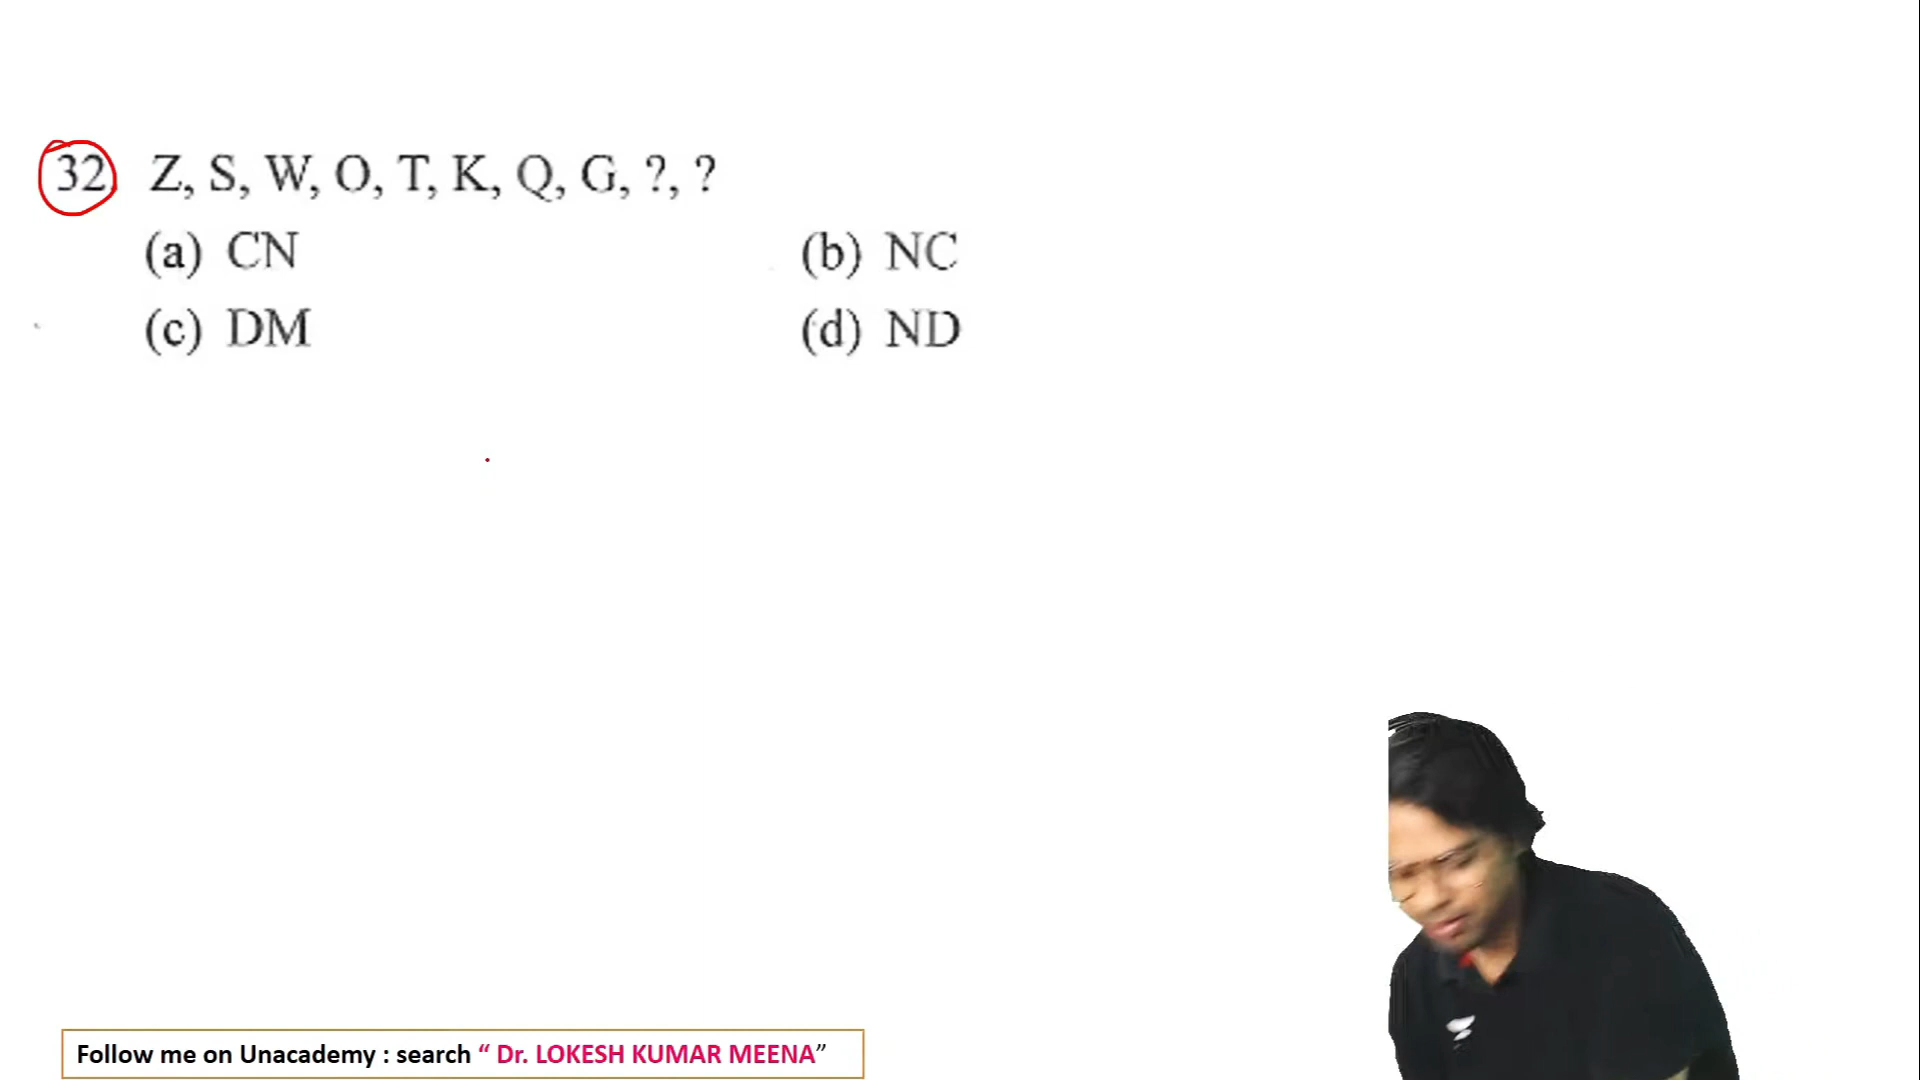 32. Z, S, W, O, T, K, Q, G, ?, ?
(a) CN (b) NC
(c) DM (d) ND
Follow me on Unacademy : search “ Dr. LOKESH KUMAR MEENA”